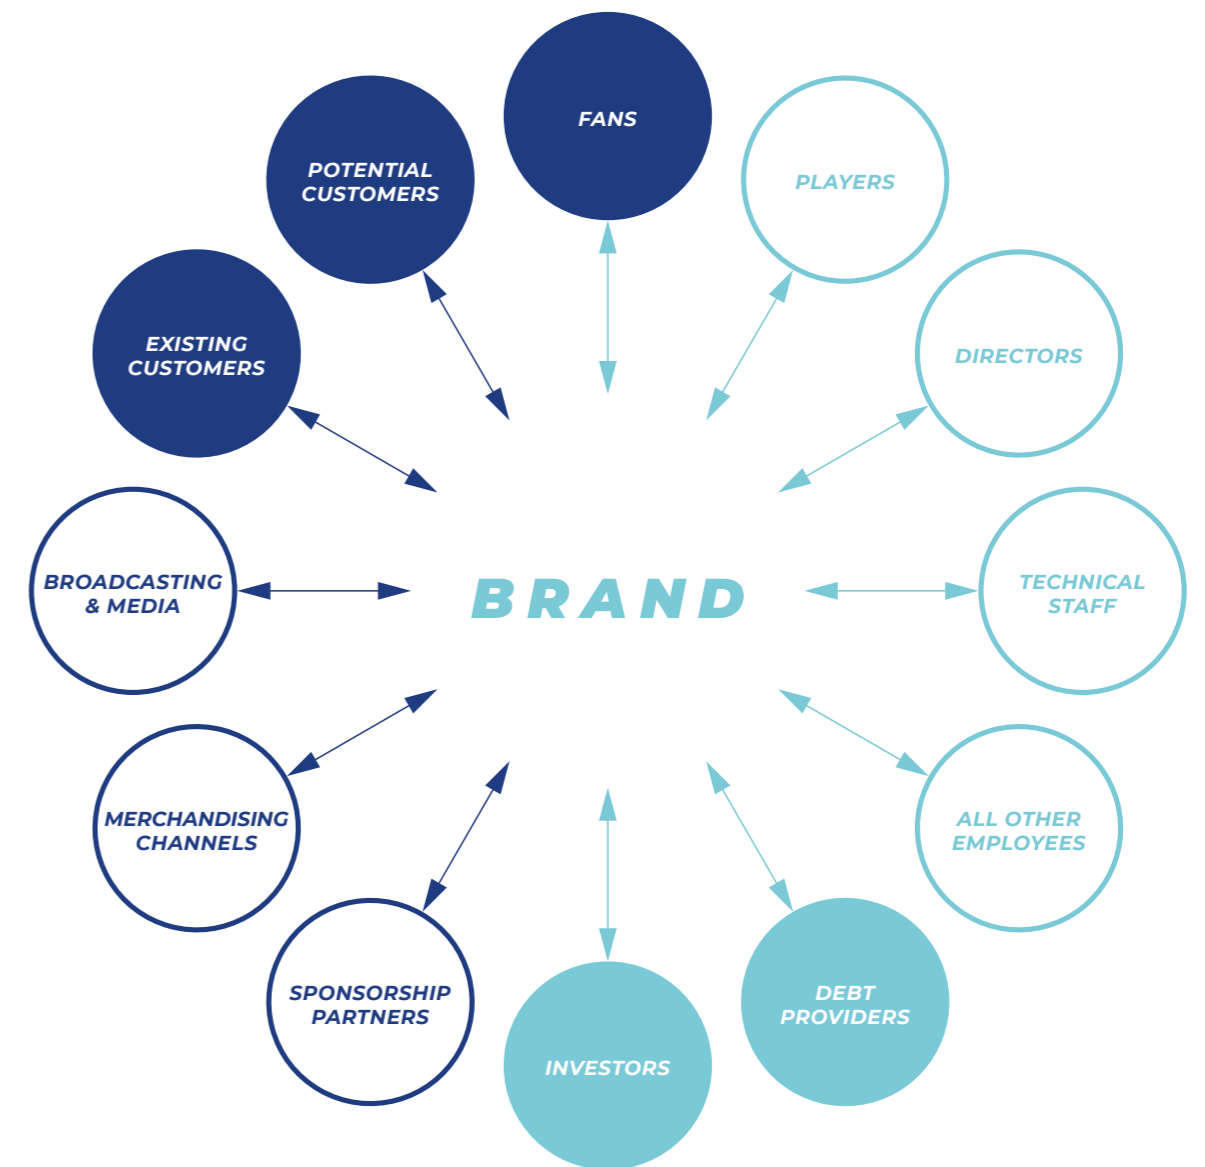 FANS
POTENTIAL
CUSTOMERS
PLAYERS
EXISTING
CUSTOMERS
DIRECTORS
BROADCASTING
& MEDIA
BRAND
TECHNICAL
STAFF
MERCHANDISING
CHANNELS
ALL OTHER
EMPLOYEES
SPONSORSHIP
PARTNERS
DEBT
PROVIDERS
INVESTORS